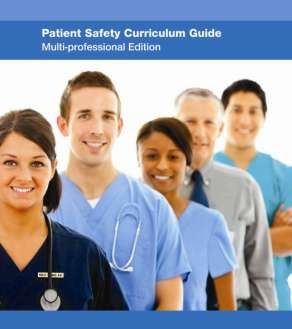 Patient Safety Curriculum Guide
Multi-professional Edition